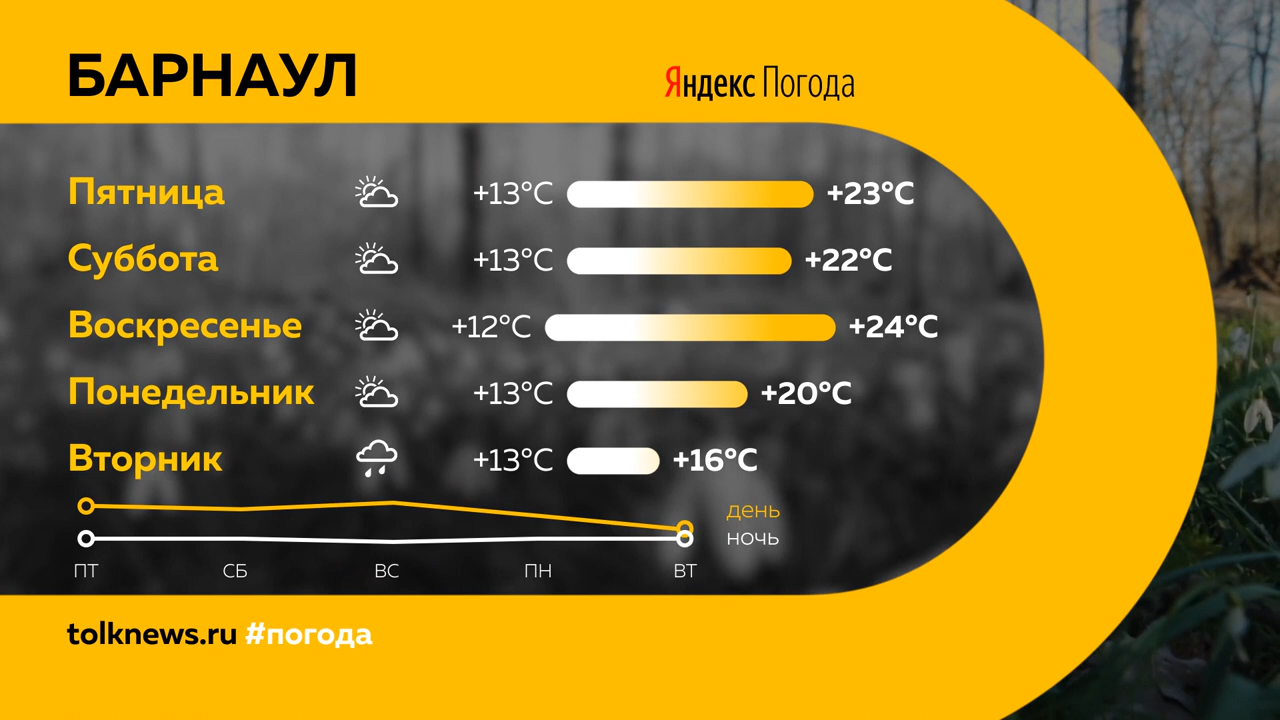 БАРНАУЛ
Яндекс Погода
Пятница +13°C +23°C
Суббота +13°C +22°C
Воскресенье +12°C +24°C
Понедельник +13°C +20°C
Вторник +13°C +16°C
день
ночь
ПТ СБ ВС ПН ВТ
tolknews.ru #погода